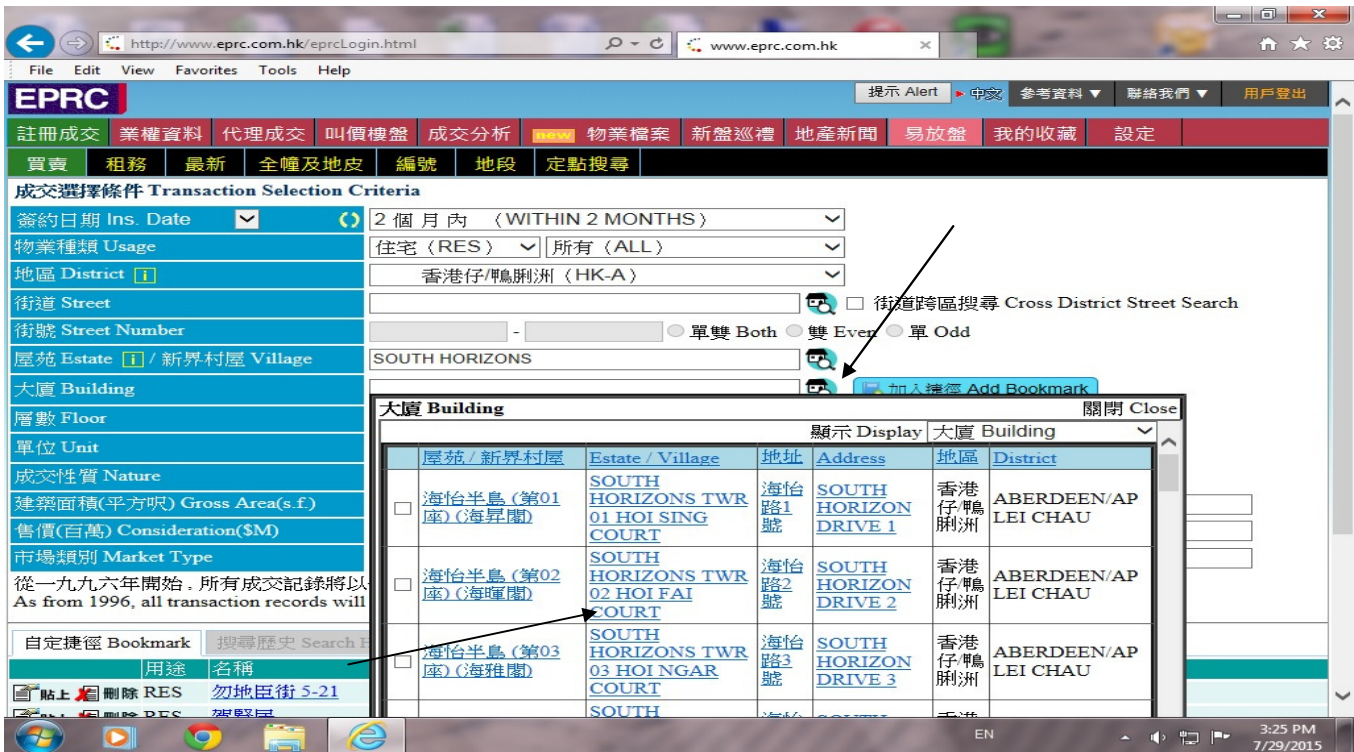 http://www.eprc.com.hk/eprcLogin.html
www.eprc.com.hk
File Edit View Favorites Tools Help
EPRC
提示 Alert 中文 參考資料 ▼ 聯絡我們 ▼ 用戶登出
註冊成交 業權資料 代理成交 叫價樓盤 成交分析 new 物業檔案 新盤巡禮 地產新聞 易放盤 我的收藏 設定
買賣 租務 最新 全幢及地皮 編號 地段 定點搜尋
成交選擇條件 Transaction Selection Criteria
簽約日期 Ins. Date 2 個 月 內 (WITHIN 2 MONTHS)
物業種類 Usage 住宅 (RES) 所有 (ALL)
地區 District i 香港仔/鴨脷洲 (HK-A)
街道 Street 街道跨區搜尋 Cross District Street Search
街號 Street Number - 單雙 Both 雙 Even 單 Odd
屋苑 Estate i / 新界村屋 Village SOUTH HORIZONS
大廈 Building 加入捷徑 Add Bookmark
層數 Floor
單位 Unit
成交性質 Nature
建築面積(平方呎) Gross Area(s.f.)
售價(百萬) Consideration($M)
市場類別 Market Type
從一九九六年開始，所有成交記錄將以
As from 1996, all transaction records will
大廈 Building 關閉 Close
顯示 Display 大廈 Building
屋苑 / 新界村屋 Estate / Village 地址 Address 地區 District
海怡半島 (第01座) (海昇閣) SOUTH HORIZONS TWR 01 HOI SING COURT 海怡路1號 SOUTH HORIZON DRIVE 1 香港仔/鴨脷洲 ABERDEEN/AP LEI CHAU
海怡半島 (第02座) (海暉閣) SOUTH HORIZONS TWR 02 HOI FAI COURT 海怡路2號 SOUTH HORIZON DRIVE 2 香港仔/鴨脷洲 ABERDEEN/AP LEI CHAU
海怡半島 (第03座) (海雅閣) SOUTH HORIZONS TWR 03 HOI NGAR COURT 海怡路3號 SOUTH HORIZON DRIVE 3 香港仔/鴨脷洲 ABERDEEN/AP LEI CHAU
SOUTH
自定捷徑 Bookmark 搜尋歷史 Search
用途 名稱
貼上 刪除 RES 勿地臣街 5-21
EN 3:25 PM
7/29/2015